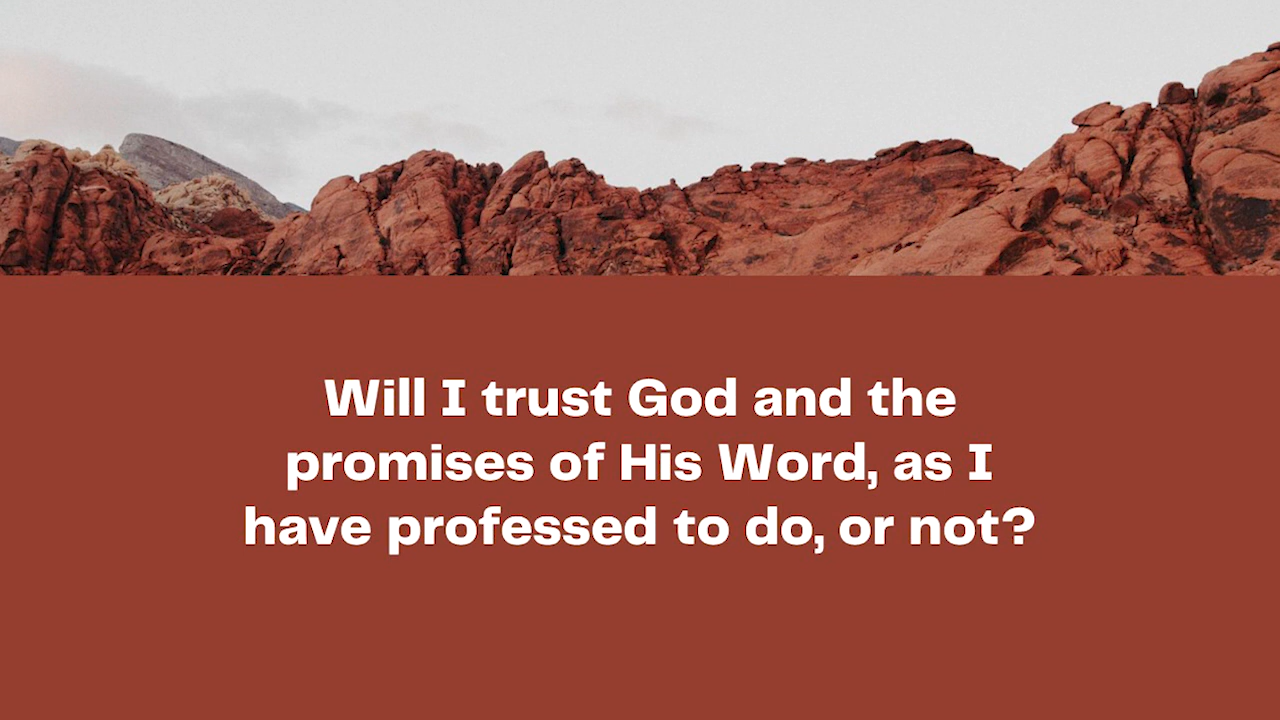 Will I trust God and the
promises of His Word, as I
have professed to do, or not?